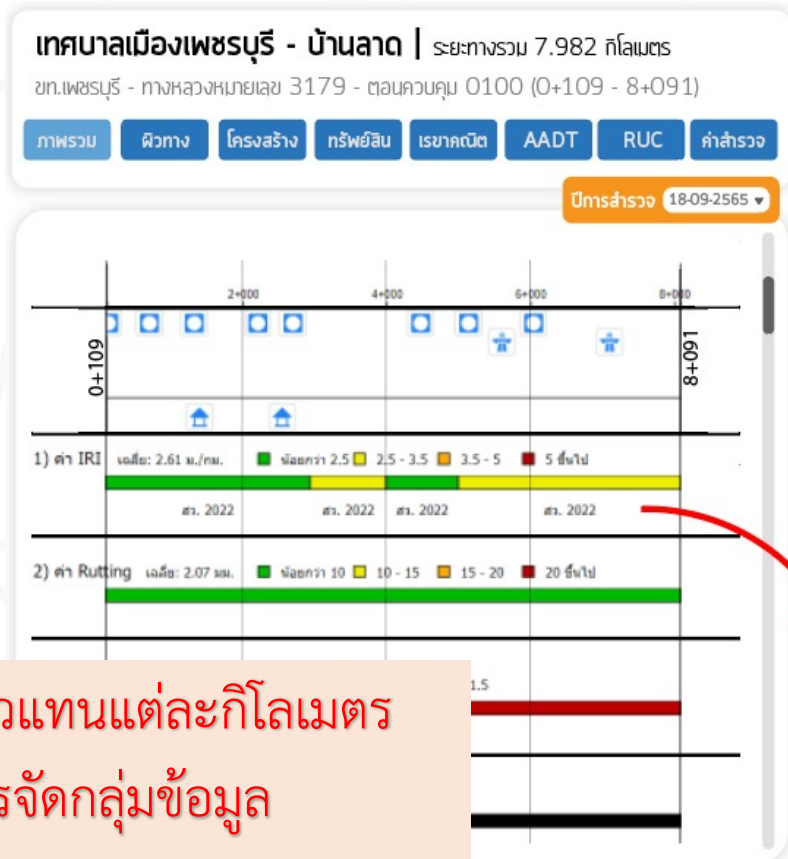 เทศบาลเมืองเพชรบุรี - บ้านลาด | ระยะทางรวม 7.982 กิโลเมตร
ขท.เพชรบุรี - ทางหลวงหมายเลข 3179 - ตอนควบคุม 0100 (0+109 - 8+091)
ภาพรวม ผิวทาง โครงสร้าง ทรัพย์สิน เรขาคณิต AADT RUC ค่าสำรวจ
ปีการสำรวจ 18-09-2565
2+000 4+000 6+000 8+000
0+109 8+091
1) ค่า IRI เฉลี่ย: 2.61 ม./กม. น้อยกว่า 2.5 2.5 - 3.5 3.5 - 5 5 ขึ้นไป
สว. 2022 สว. 2022 สว. 2022 สว. 2022
2) ค่า Rutting เฉลี่ย: 2.07 มม. น้อยกว่า 10 10 - 15 15 - 20 20 ขึ้นไป
1.5
แทนแต่ละกิโลเมตร
จัดกลุ่มข้อมูล